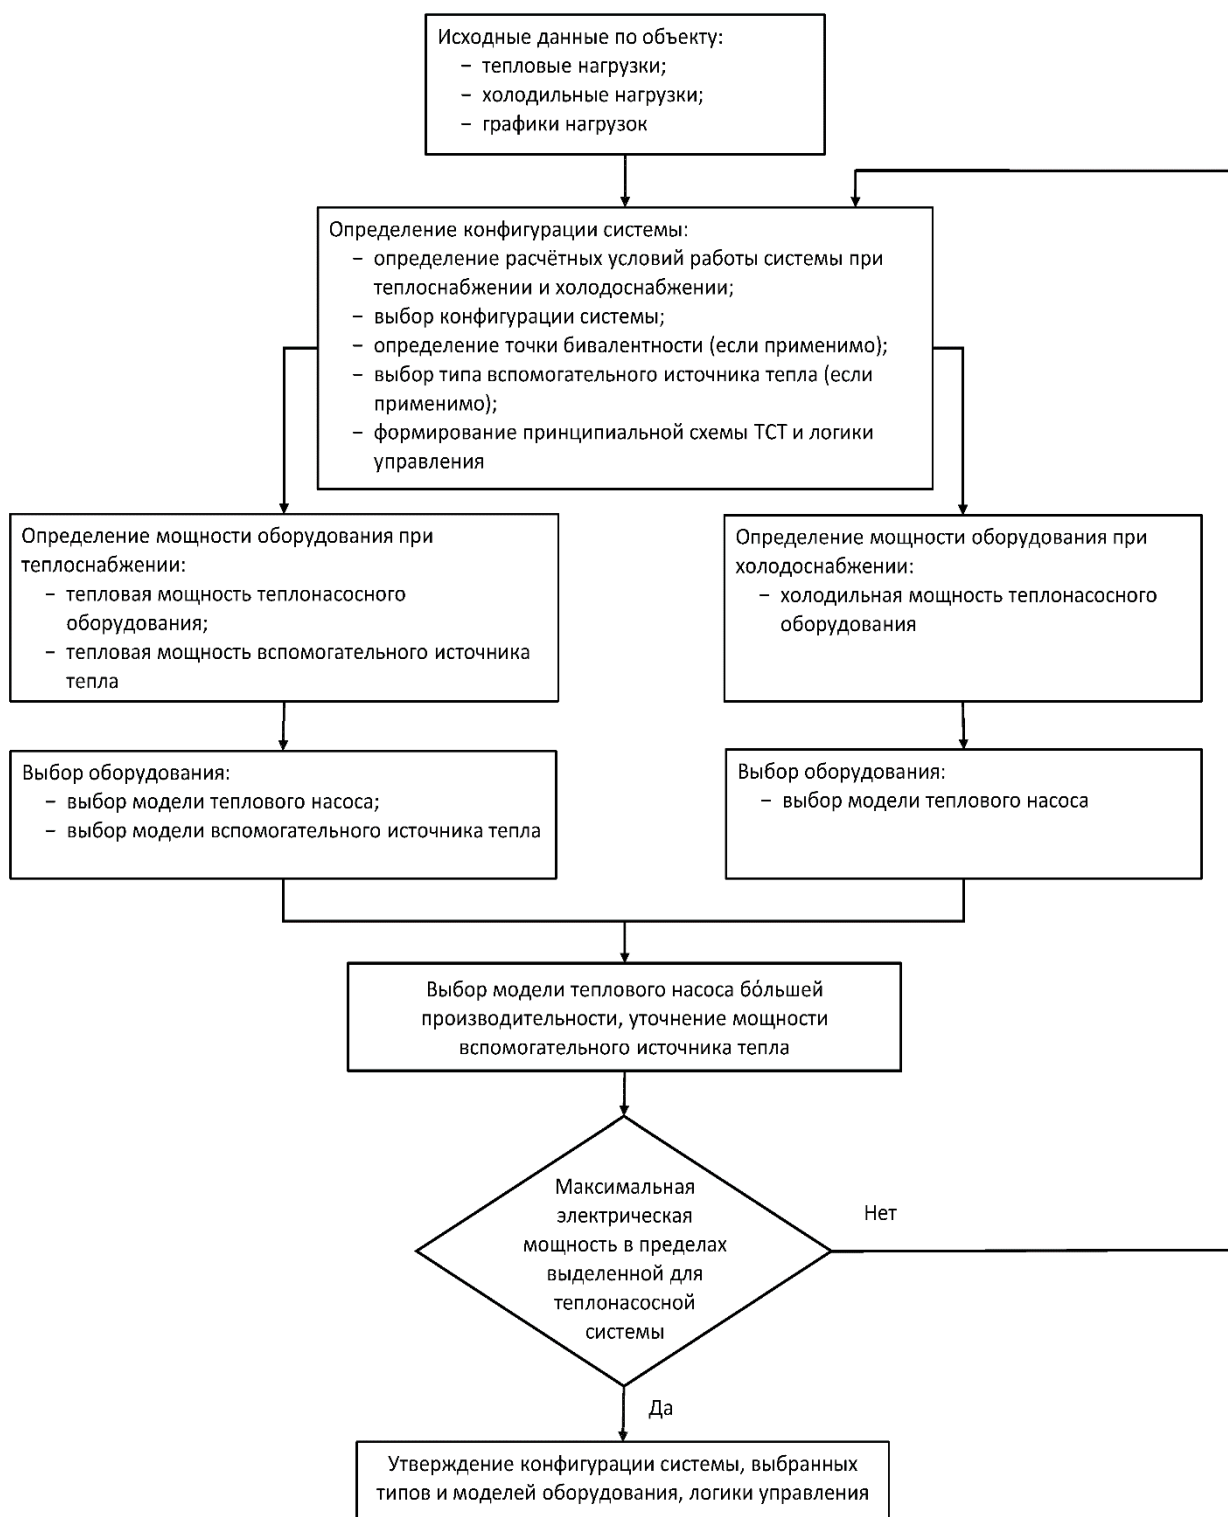 Исходные данные по объекту:
− тепловые нагрузки;
− холодильные нагрузки;
− графики нагрузок
Определение конфигурации системы:
− определение расчётных условий работы системы при
теплоснабжении и холодоснабжении;
− выбор конфигурации системы;
− определение точки бивалентности (если применимо);
− выбор типа вспомогательного источника тепла (если
применимо);
− формирование принципиальной схемы ТСТ и логики
управления
Определение мощности оборудования при
теплоснабжении:
− тепловая мощность теплонасосного
оборудования;
− тепловая мощность вспомогательного источника
тепла
Определение мощности оборудования при
холодоснабжении:
− холодильная мощность теплонасосного
оборудования
Выбор оборудования:
− выбор модели теплового насоса;
− выбор модели вспомогательного источника тепла
Выбор оборудования:
− выбор модели теплового насоса
Выбор модели теплового насоса бо́льшей
производительности, уточнение мощности
вспомогательного источника тепла
Максимальная
электрическая
мощность в пределах
выделенной для
теплонасосной
системы
Нет
Да
Утверждение конфигурации системы, выбранных
типов и моделей оборудования, логики управления